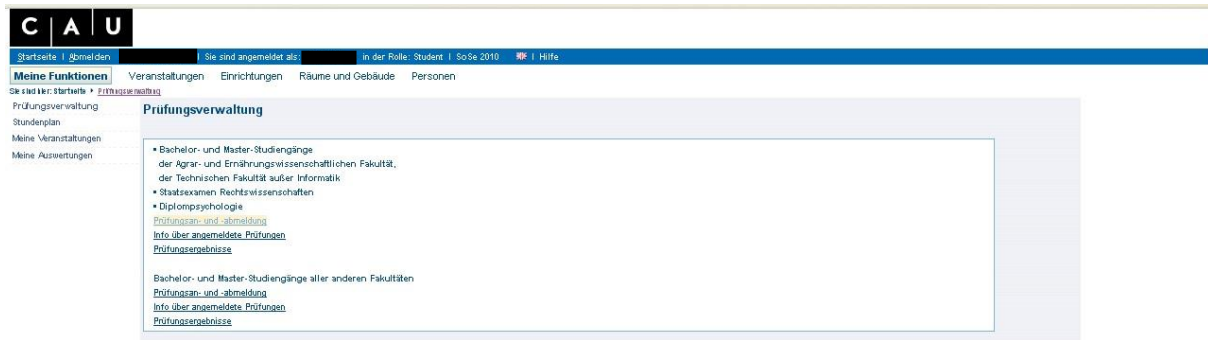 C | A | U
Startseite | Abmelden | Sie sind angemeldet als: in der Rolle: Student | SoSe 2010 | Hilfe
Meine Funktionen Veranstaltungen Einrichtungen Räume und Gebäude Personen
Sie sind hier: Startseite ▸ Prüfungsverwaltung
Prüfungsverwaltung
Stundenplan
Meine Veranstaltungen
Meine Auswertungen
Prüfungsverwaltung
▪ Bachelor- und Master-Studiengänge
der Agrar- und Ernährungswissenschaftlichen Fakultät,
der Technischen Fakultät außer Informatik
▪ Staatsexamen Rechtswissenschaften
▪ Diplompsychologie
Prüfungsan- und -abmeldung
Info über angemeldete Prüfungen
Prüfungsergebnisse
Bachelor- und Master-Studiengänge aller anderen Fakultäten
Prüfungsan- und -abmeldung
Info über angemeldete Prüfungen
Prüfungsergebnisse